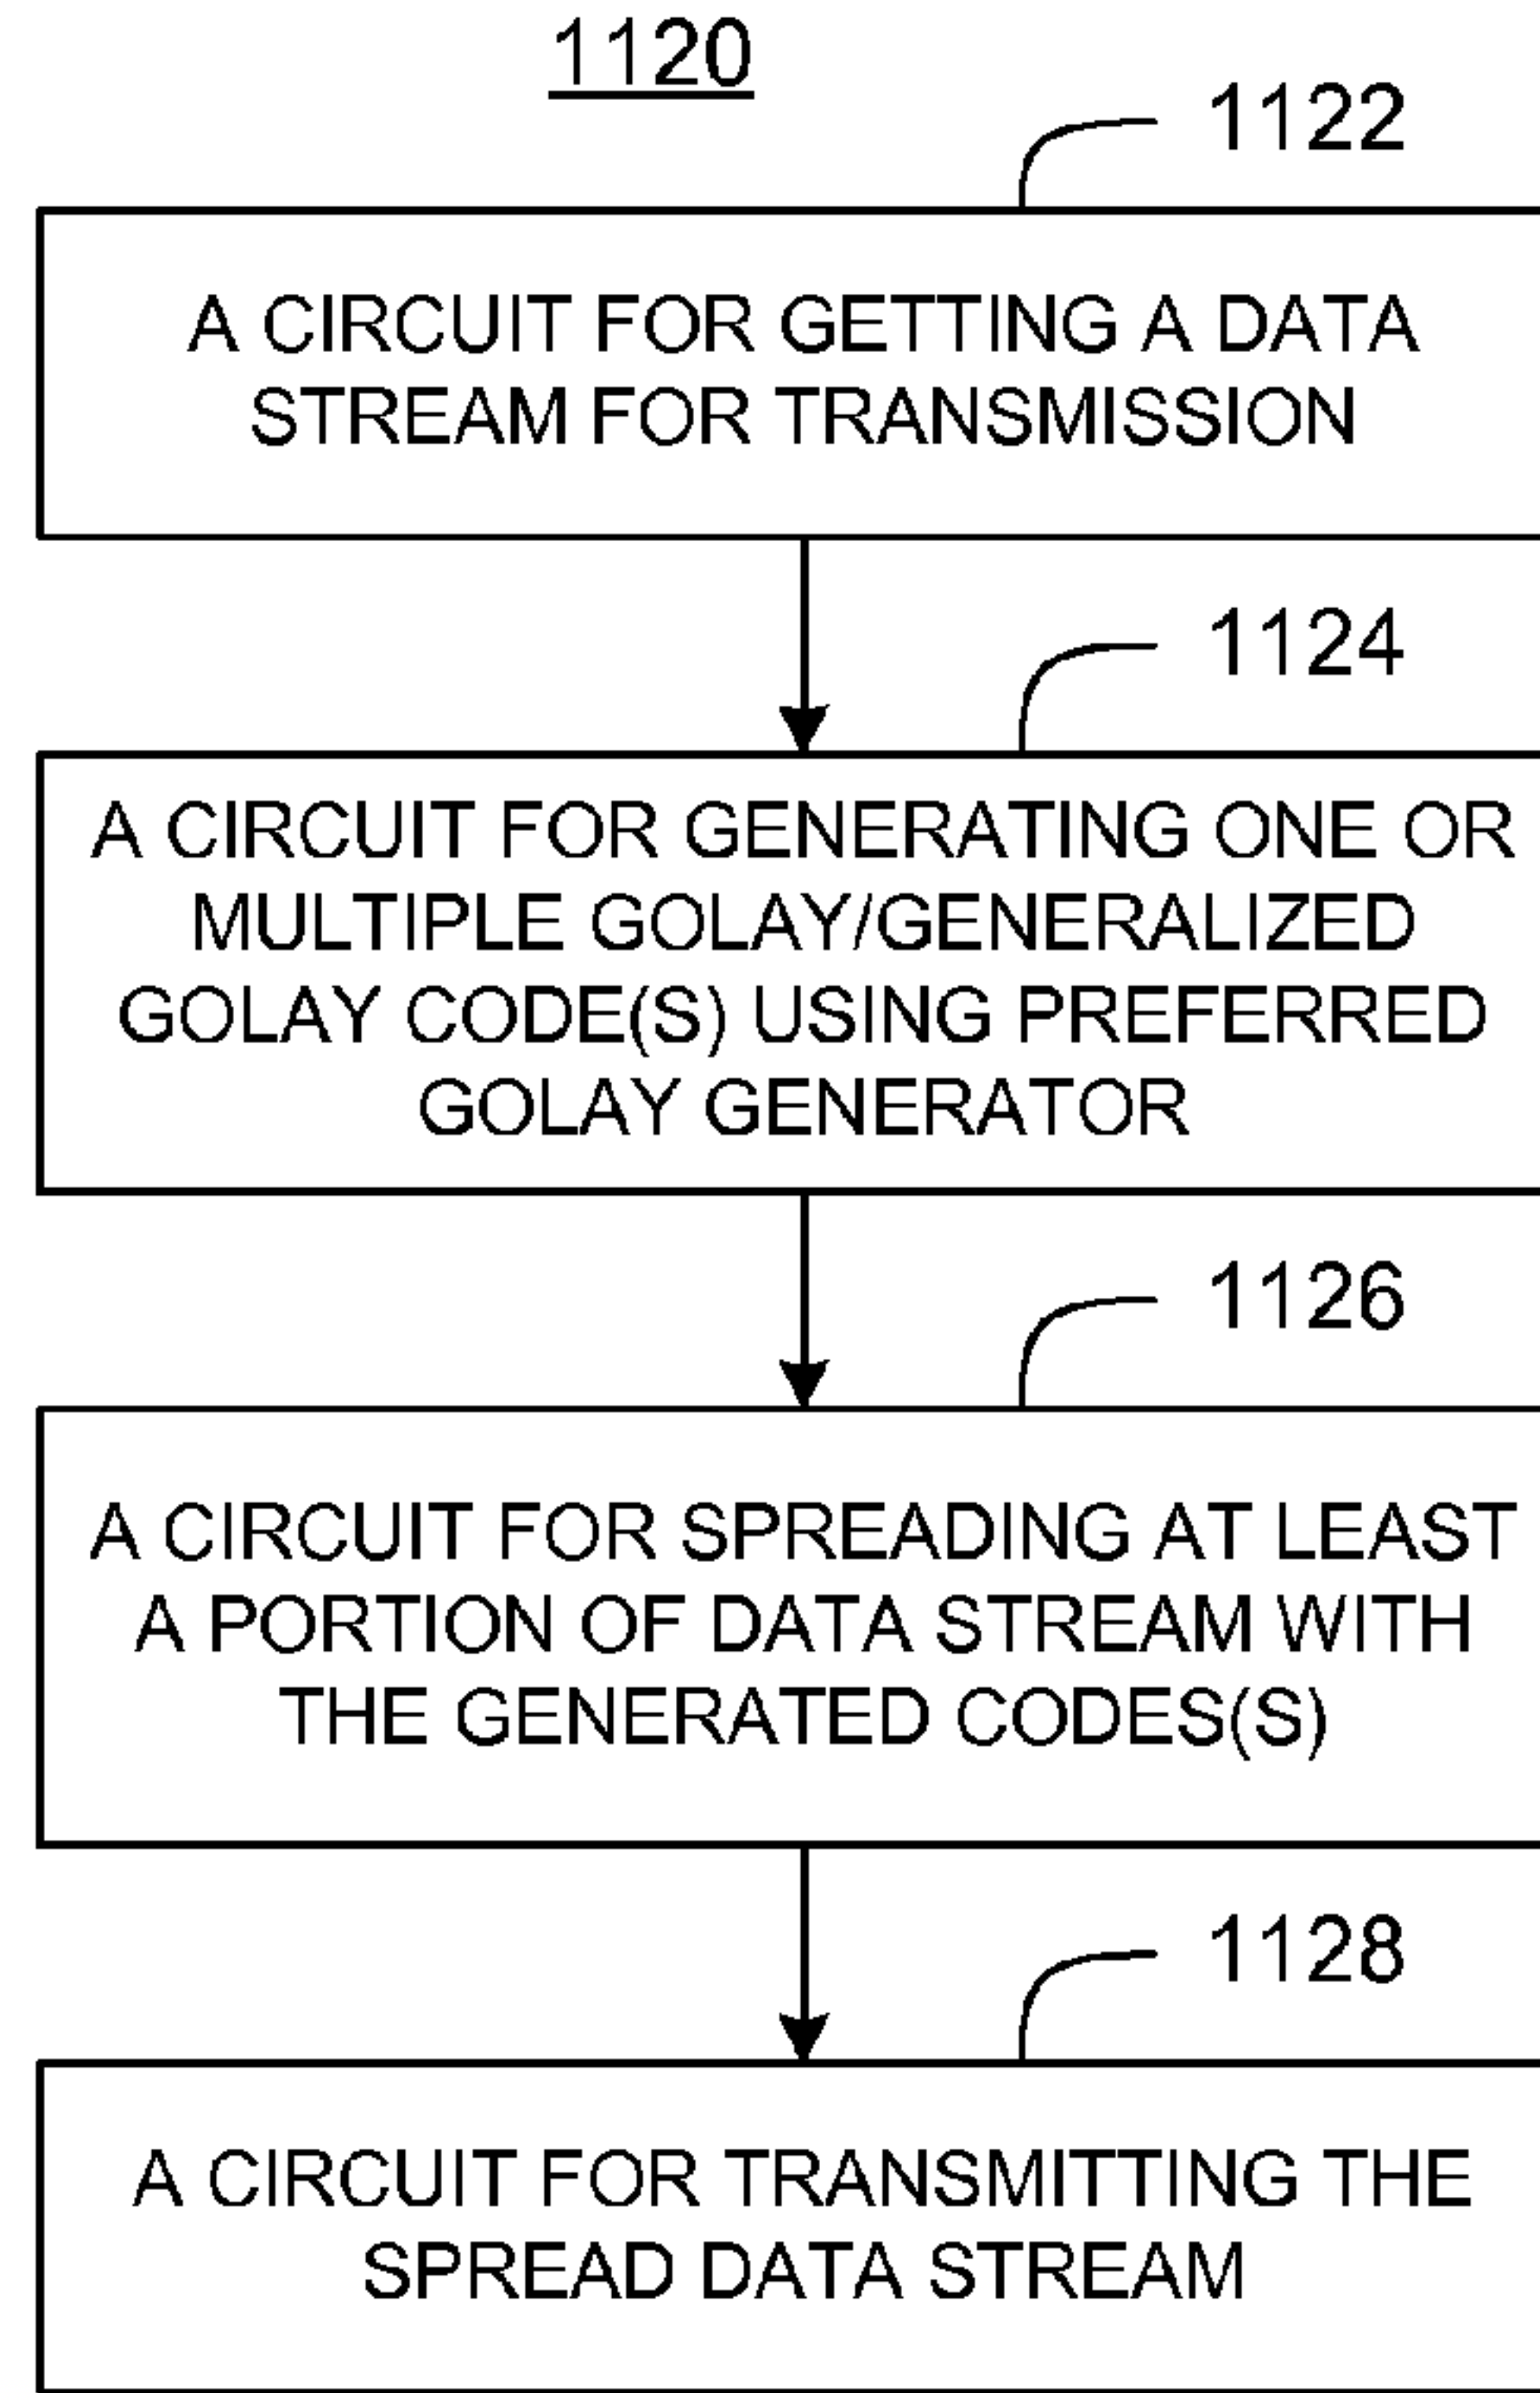 1120
1122
A CIRCUIT FOR GETTING A DATA
STREAM FOR TRANSMISSION
1124
A CIRCUIT FOR GENERATING ONE OR
MULTIPLE GOLAY/GENERALIZED
GOLAY CODE(S) USING PREFERRED
GOLAY GENERATOR
1126
A CIRCUIT FOR SPREADING AT LEAST
A PORTION OF DATA STREAM WITH
THE GENERATED CODES(S)
1128
A CIRCUIT FOR TRANSMITTING THE
SPREAD DATA STREAM